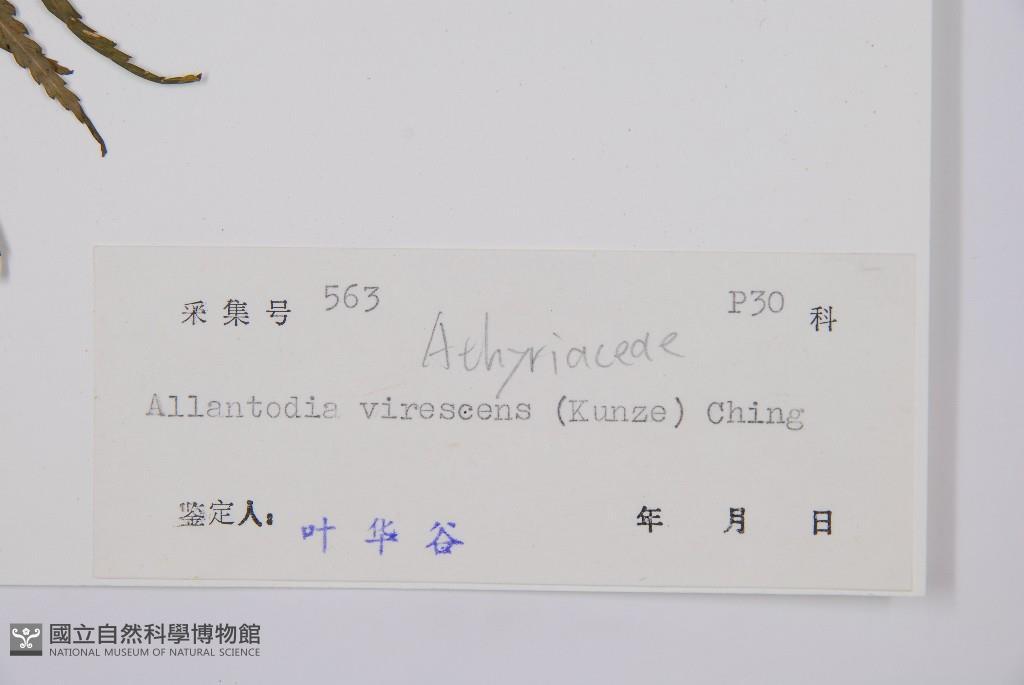 采集号 563 P30 科
Athyriaceae
Allantodia virescens (Kunze) Ching
鉴定人: 叶华谷 年 月 日
國立自然科學博物館
NATIONAL MUSEUM OF NATURAL SCIENCE